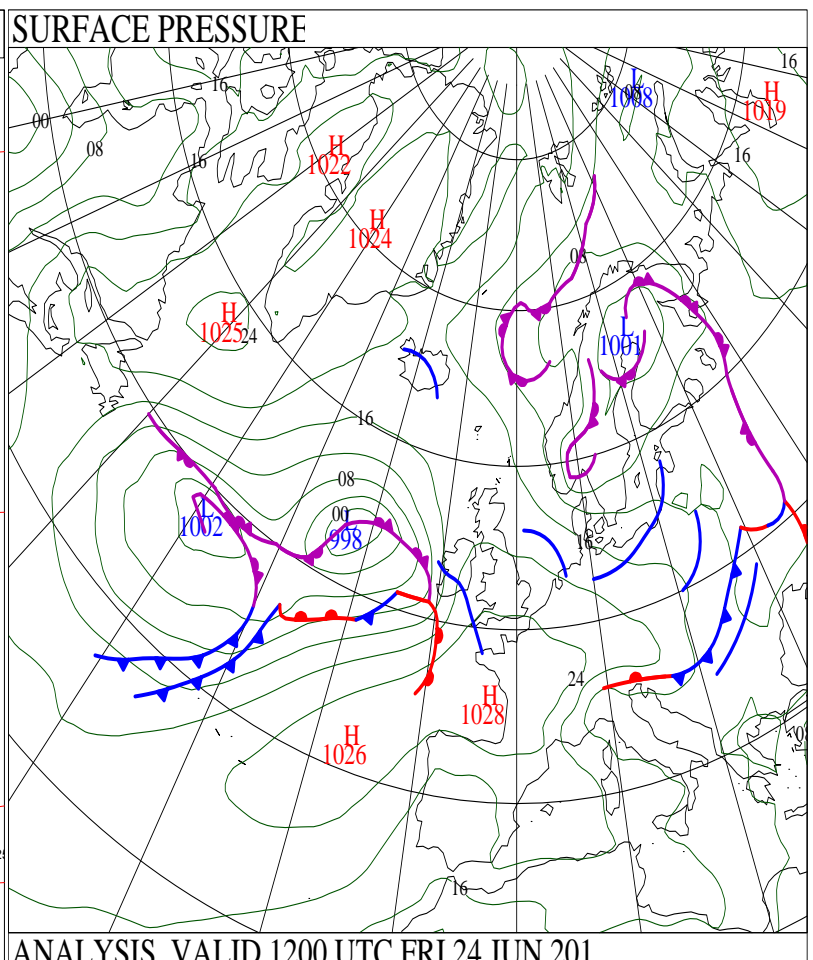 SURFACE PRESSURE
16
16
L
1008
H
1019
00
08
16
H
1022
16
H
1024
08
H
1025
24
L
1001
16
08
00
L
1002
L
998
16
24
H
1028
H
1026
16
ANALYSIS VALID 1200 UTC FRI 24 JUN 201